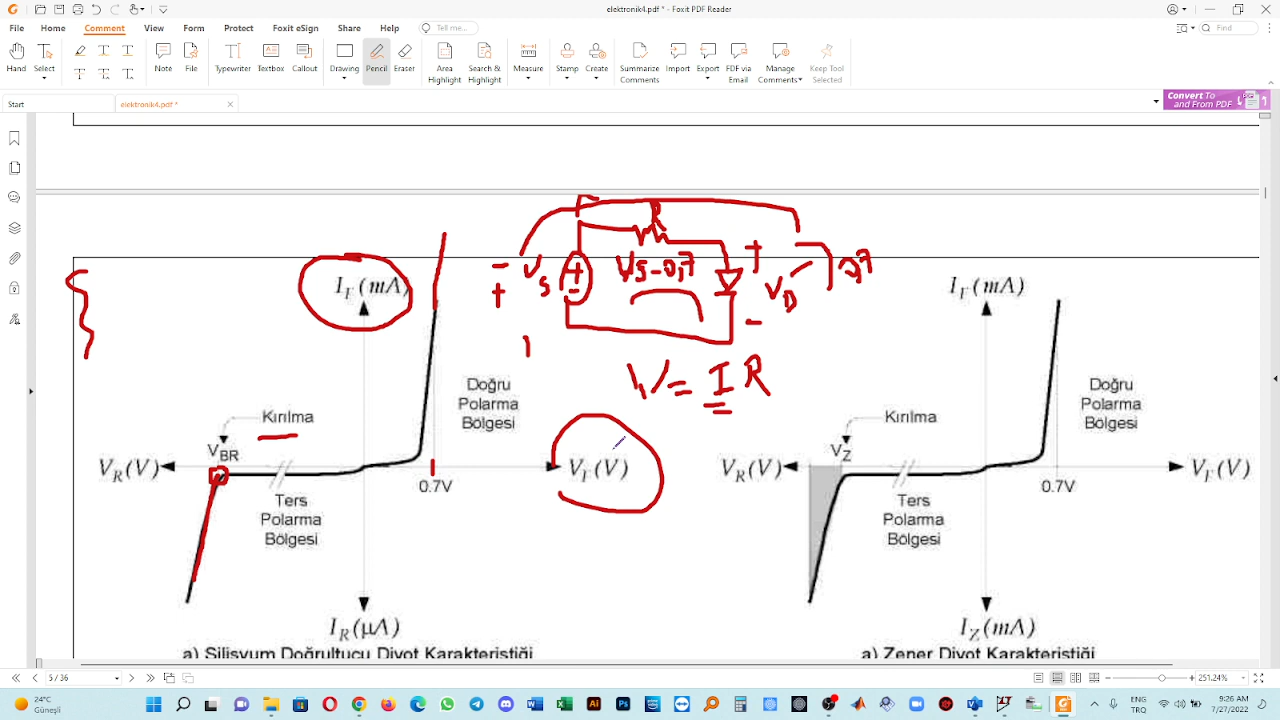 elektronik4.pdf * - Foxit PDF Reader
File Home Comment View Form Protect Foxit eSign Share Help Tell me... Find
Hand Select Note File Typewriter Textbox Callout Drawing Pencil Eraser Area Highlight Search & Highlight Measure Stamp Create Summarize Comments Import Export FDF via Email Manage Comments Keep Tool Selected
Start elektronik4.pdf * Convert To and From PDF
R
- Vs + - VS-0,7 + VD 0,7
+ -
V = I R
IF(mA)
Doğru Polarma Bölgesi
Kırılma
VBR
VR(V) VF(V)
0.7V
Ters Polarma Bölgesi
IR(µA)
a) Silisyum Doğrultucu Diyot Karakteristiği
IF(mA)
Doğru Polarma Bölgesi
Kırılma
VZ
VR(V) VF(V)
0.7V
Ters Polarma Bölgesi
IZ(mA)
a) Zener Diyot Karakteristiği
5 / 36 251.24%
24°C
Güneşli
ENG
TRQ
9:26 AM
7/27/2022